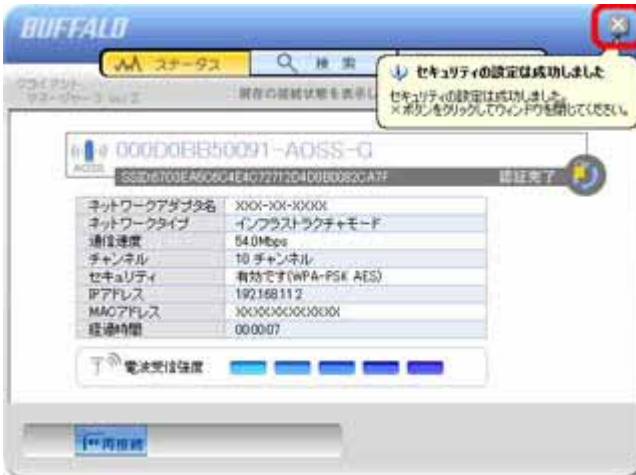 BUFFALO
ステータス
検索
クライアント
マネージャー3 Ver.2
現在の接続状態を表示し
セキュリティの設定は成功しました
セキュリティの設定は成功しました。
×ボタンをクリックしてウィンドウを閉じてください。
000D0BB50091-AOSS-G
AOSS
認証完了
ネットワークアダプタ名 XXX-XX-XXXXX
ネットワークタイプ インフラストラクチャモード
通信速度 54.0Mbps
チャンネル 10 チャンネル
セキュリティ 有効です(WPA-PSK AES)
IPアドレス 192.168.11.2
MACアドレス XXXXXXXXXXXX
経過時間 00:00:07
電波受信強度
再接続